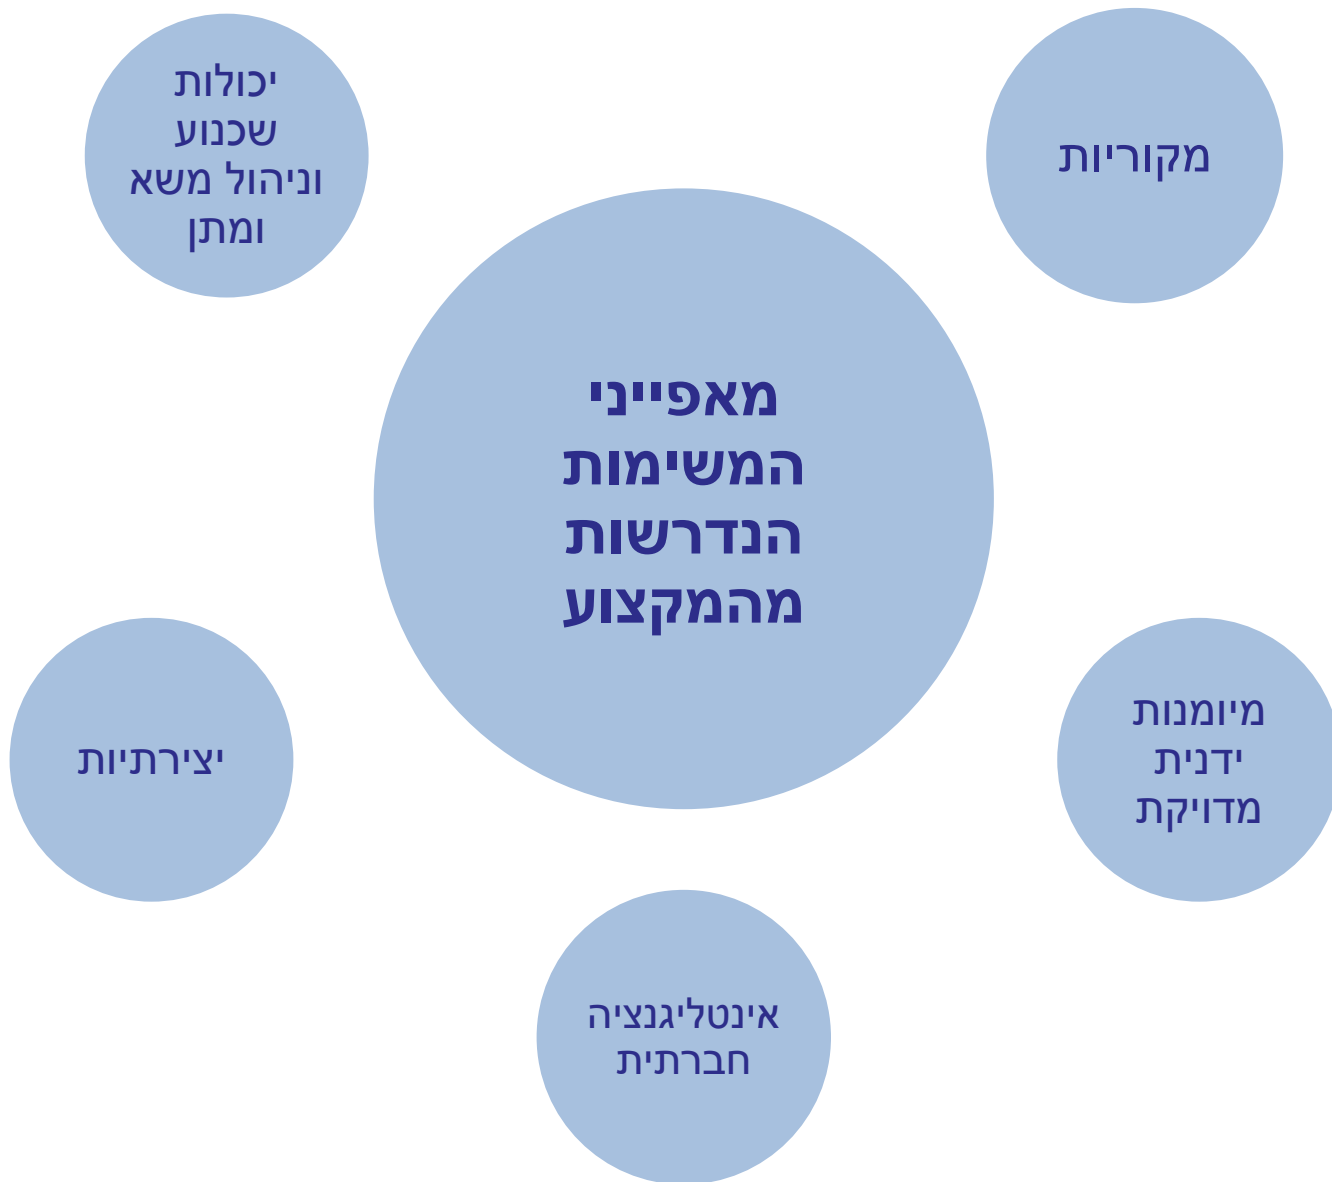 מקוריות
יכולות
שכנוע
וניהול משא
ומתן
מאפייני
המשימות
הנדרשות
מהמקצוע
מיומנות
ידנית
מדויקת
יצירתיות
אינטליגנציה
חברתית